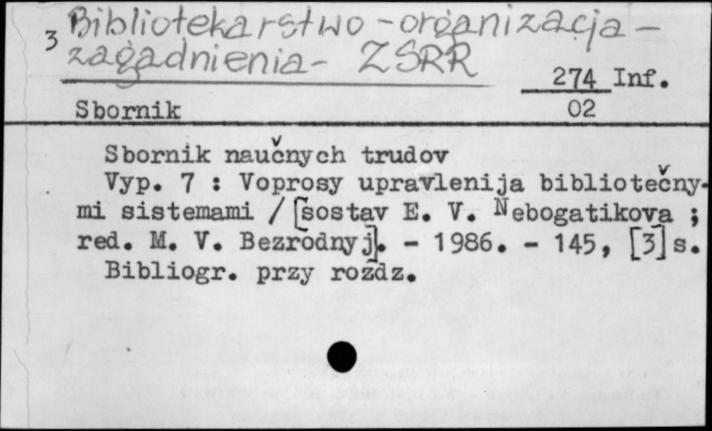 3 Bibliotekarstwo - organizacja -
zagadnienia - ZSRR
274 Inf.
02
Sbornik
Sbornik naučnych trudov
Vyp. 7 : Voprosy upravlenija bibliotečny-
mi sistemami / [sostav E. V. Nebogatikova ;
red. M. V. Bezrodnyj]. - 1986. - 145, [3] s.
Bibliogr. przy rozdz.